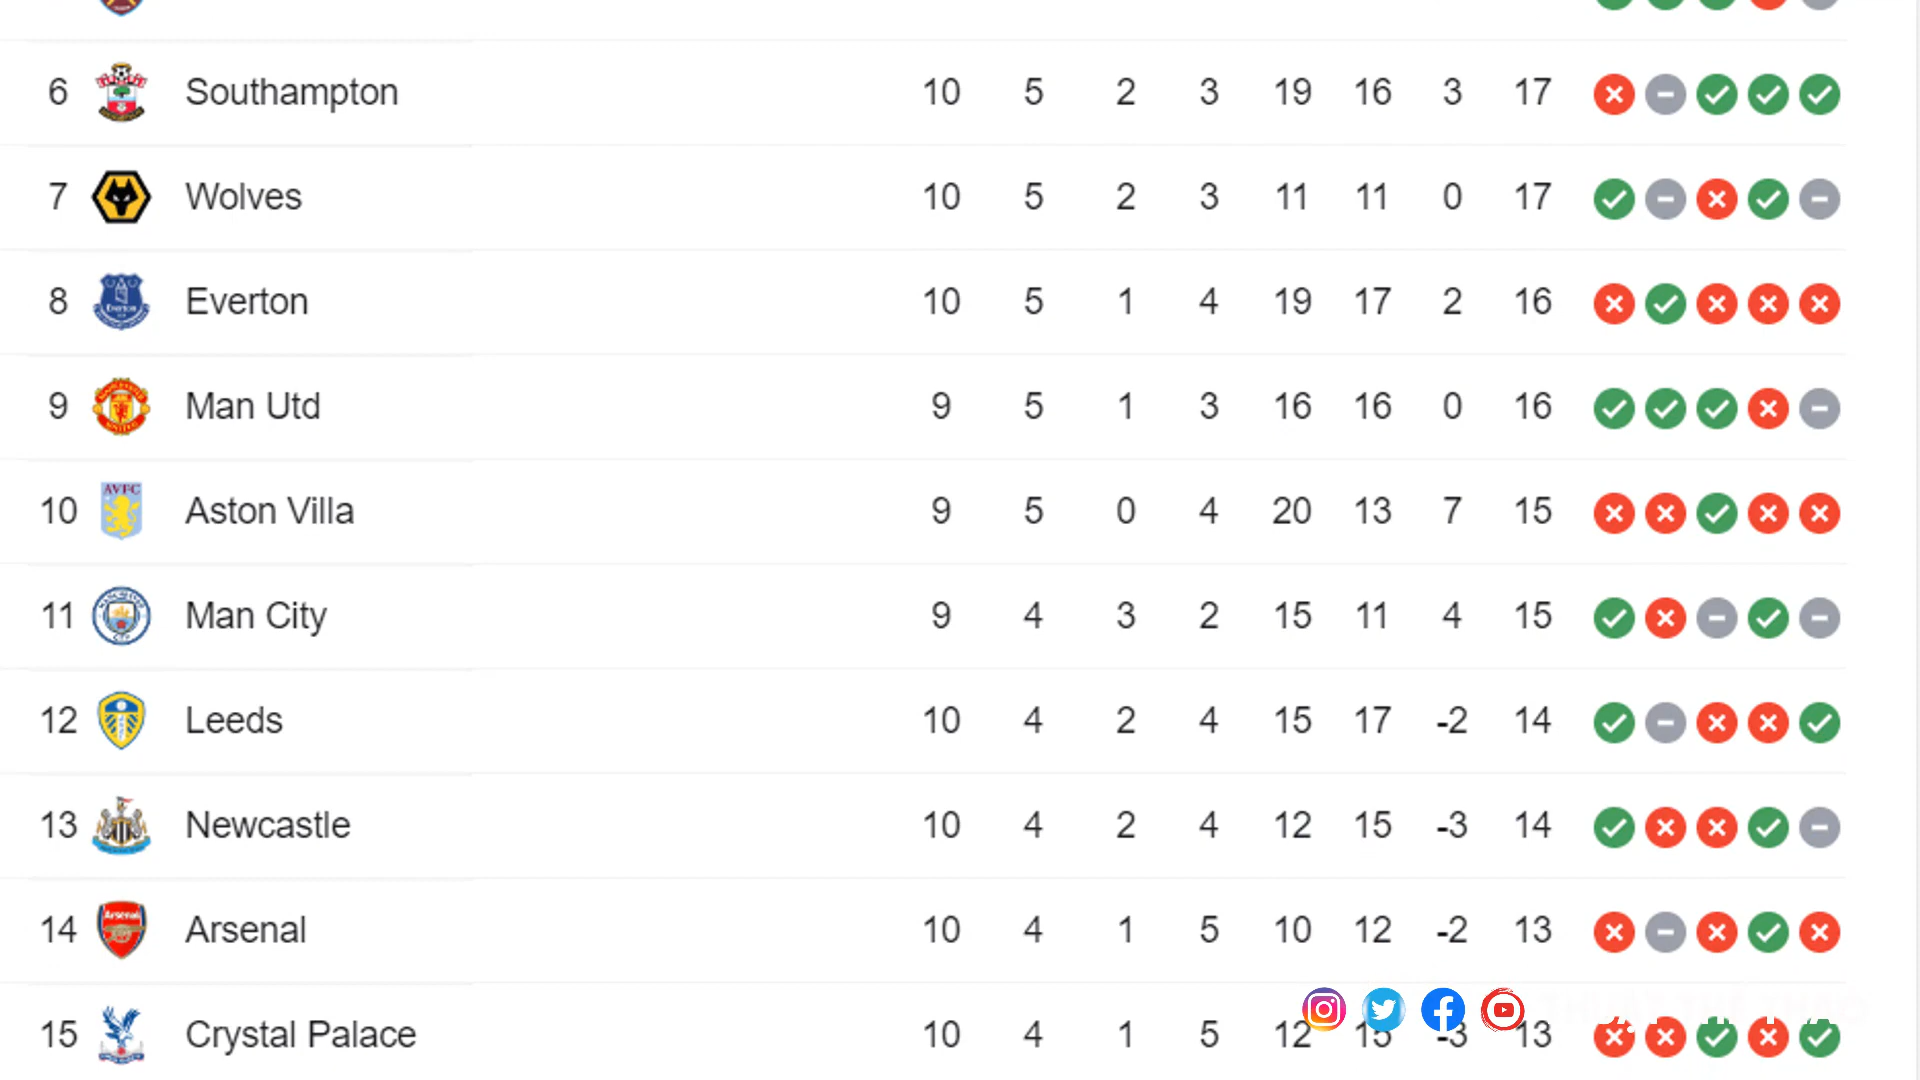 6 Southampton 10 5 2 3 19 16 3 17
7 Wolves 10 5 2 3 11 11 0 17
8 Everton 10 5 1 4 19 17 2 16
9 Man Utd 9 5 1 3 16 16 0 16
10 AVFC Aston Villa 9 5 0 4 20 13 7 15
11 Man City 9 4 3 2 15 11 4 15
12 Leeds 10 4 2 4 15 17 -2 14
13 Newcastle 10 4 2 4 12 15 -3 14
14 Arsenal Arsenal 10 4 1 5 10 12 -2 13
15 Crystal Palace 10 4 1 5 12 15 -3 13